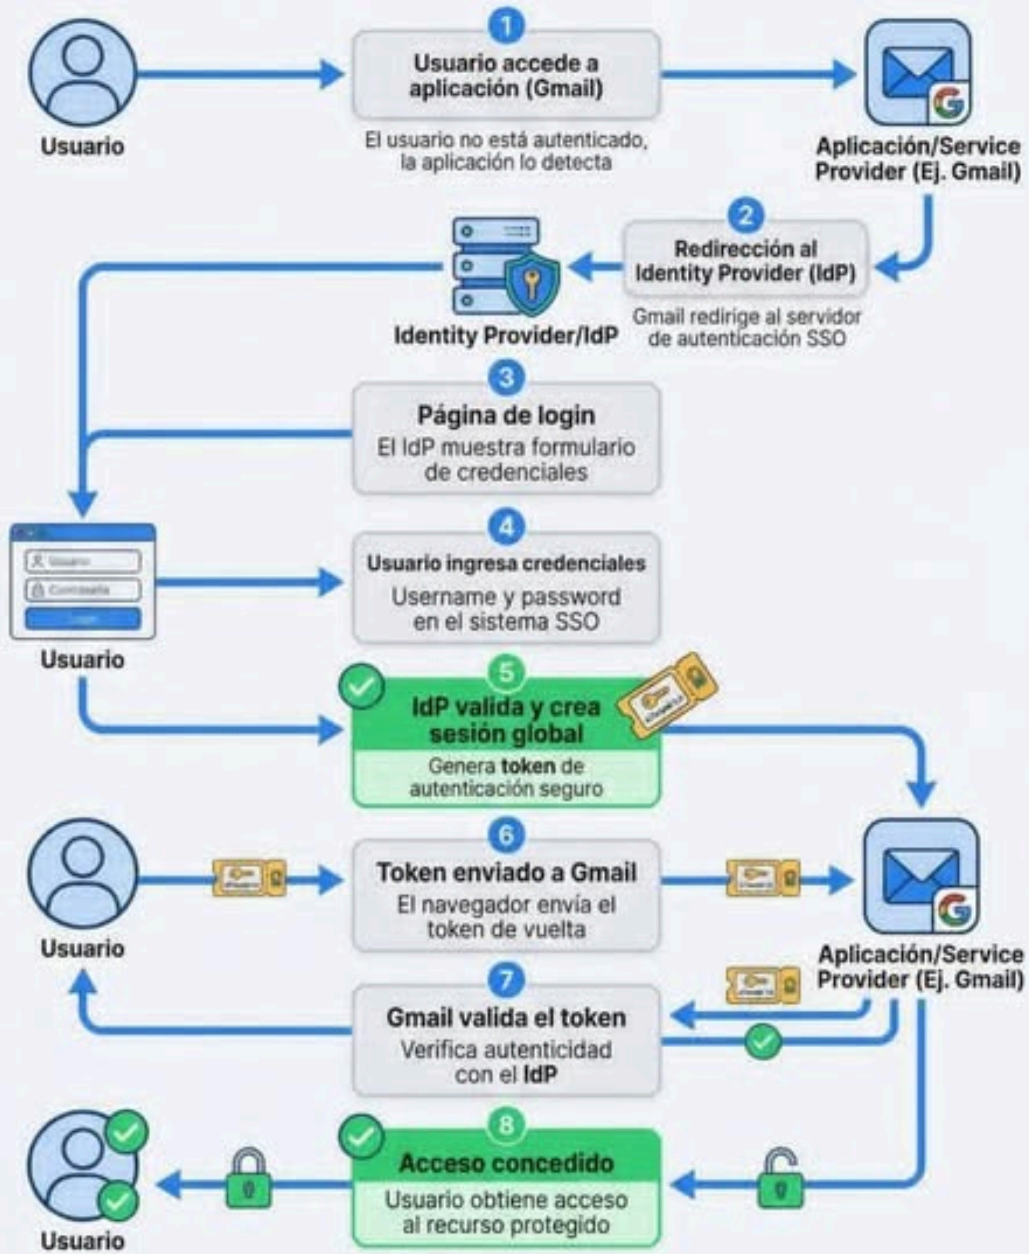 1
Usuario accede a
aplicación (Gmail)
El usuario no está autenticado,
la aplicación lo detecta
Usuario
Aplicación/Service
Provider (Ej. Gmail)
2
Redirección al
Identity Provider (IdP)
Gmail redirige al servidor
de autenticación SSO
Identity Provider/IdP
3
Página de login
El IdP muestra formulario
de credenciales
4
Usuario ingresa credenciales
Username y password
en el sistema SSO
Usuario
Contraseña
Login
Usuario
5
IdP valida y crea
sesión global
Genera token de
autenticación seguro
6
Token enviado a Gmail
El navegador envía el
token de vuelta
Usuario
Aplicación/Service
Provider (Ej. Gmail)
7
Gmail valida el token
Verifica autenticidad
con el IdP
8
Acceso concedido
Usuario obtiene acceso
al recurso protegido
Usuario